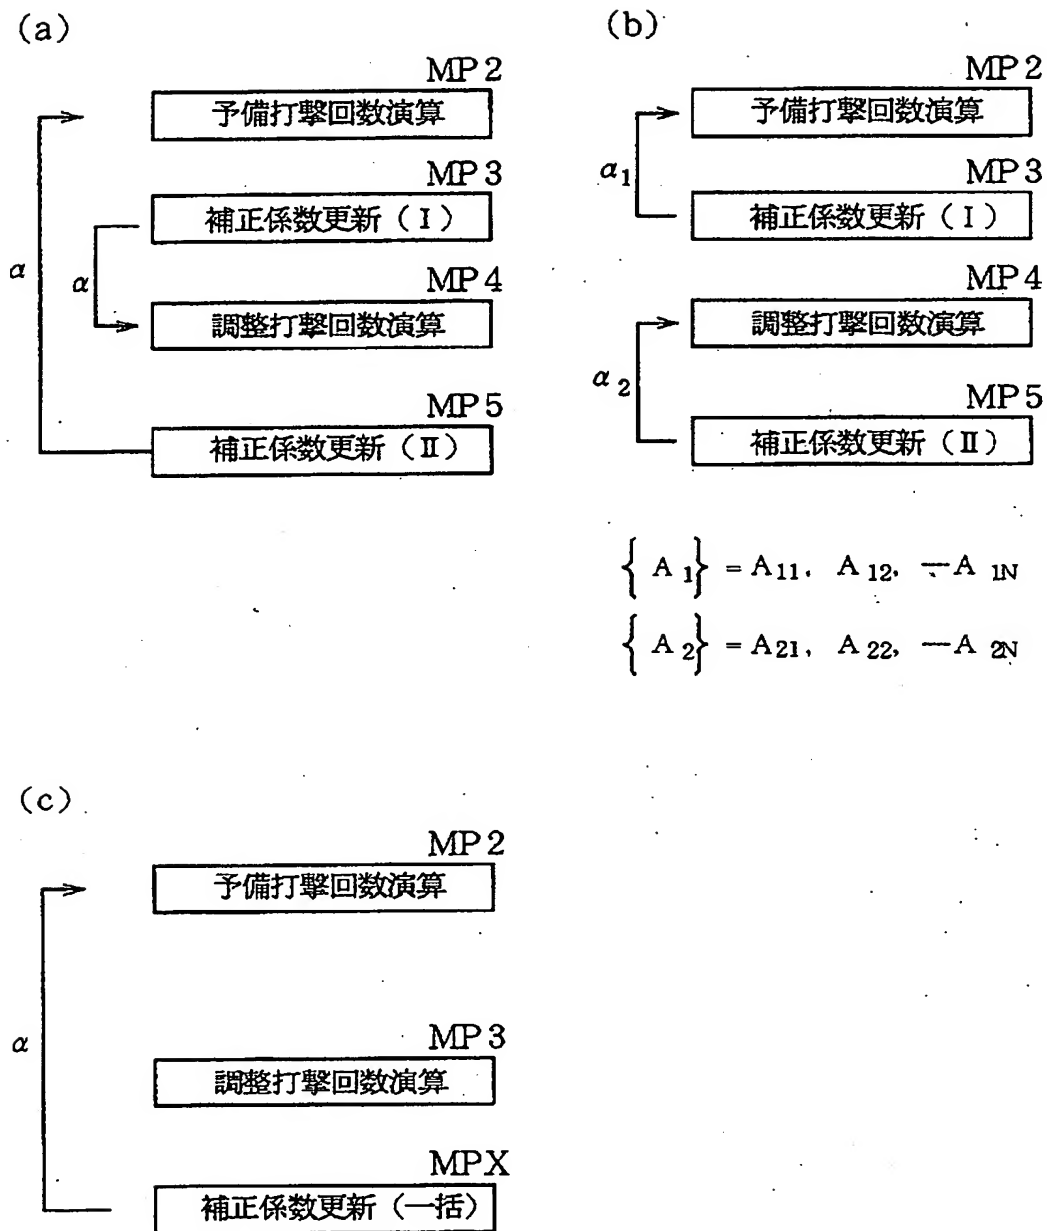 (a)
MP2
予備打撃回数演算
MP3
補正係数更新（Ⅰ）
α
α
MP4
調整打撃回数演算
MP5
補正係数更新（Ⅱ）
(b)
MP2
予備打撃回数演算
α1
MP3
補正係数更新（Ⅰ）
MP4
調整打撃回数演算
α2
MP5
補正係数更新（Ⅱ）
{A1} = A11, A12, —A1N
{A2} = A21, A22, —A2N
(c)
MP2
予備打撃回数演算
α
MP3
調整打撃回数演算
MPX
補正係数更新（一括）